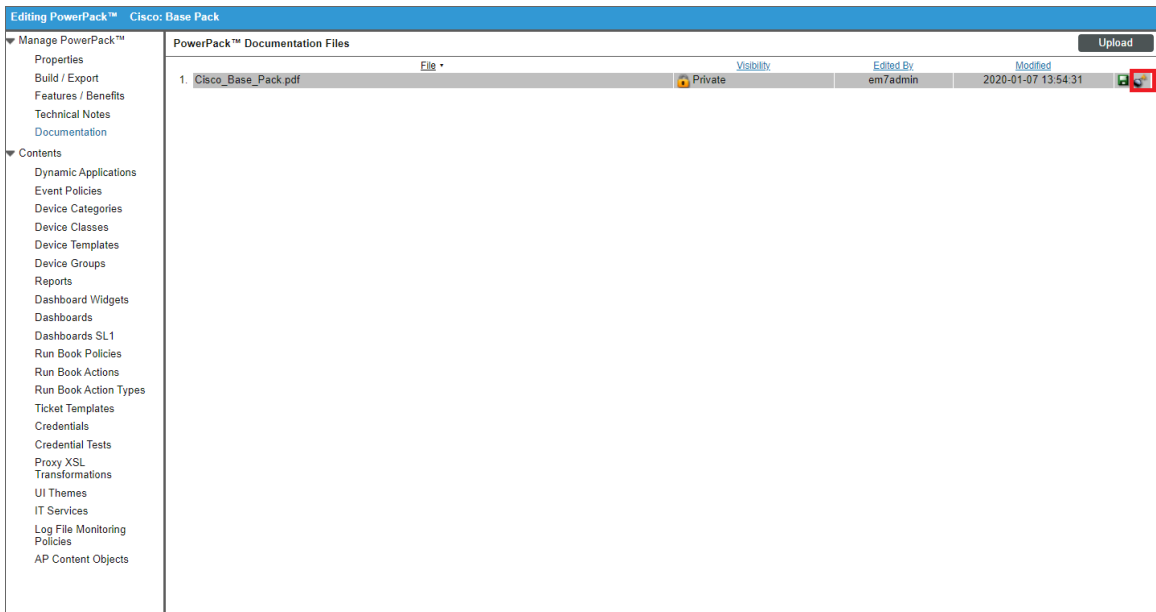 Editing PowerPack™ Cisco: Base Pack
Manage PowerPack™
Properties
Build / Export
Features / Benefits
Technical Notes
Documentation
Contents
Dynamic Applications
Event Policies
Device Categories
Device Classes
Device Templates
Device Groups
Reports
Dashboard Widgets
Dashboards
Dashboards SL1
Run Book Policies
Run Book Actions
Run Book Action Types
Ticket Templates
Credentials
Credential Tests
Proxy XSL
Transformations
UI Themes
IT Services
Log File Monitoring
Policies
AP Content Objects
PowerPack™ Documentation Files Upload
File • Visibility Edited By Modified
1. Cisco_Base_Pack.pdf Private em7admin 2020-01-07 13:54:31